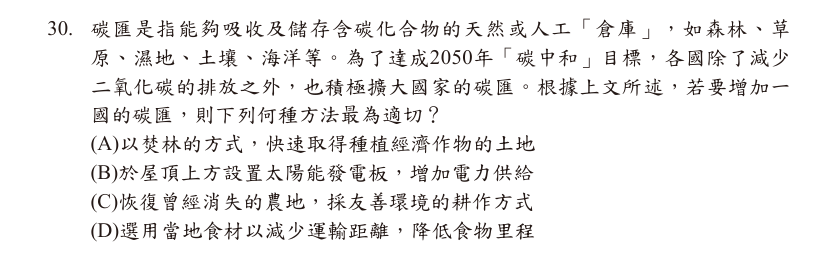 30. 碳匯是指能夠吸收及儲存含碳化合物的天然或人工「倉庫」，如森林、草
原、濕地、土壤、海洋等。為了達成2050年「碳中和」目標，各國除了減少
二氧化碳的排放之外，也積極擴大國家的碳匯。根據上文所述，若要增加一
國的碳匯，則下列何種方法最為適切？
(A)以焚林的方式，快速取得種植經濟作物的土地
(B)於屋頂上方設置太陽能發電板，增加電力供給
(C)恢復曾經消失的農地，採友善環境的耕作方式
(D)選用當地食材以減少運輸距離，降低食物里程